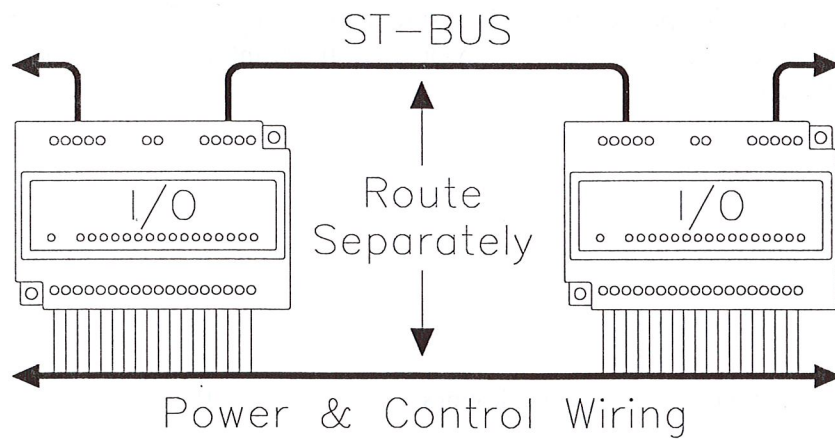 ST-BUS
I/O
I/O
Route
Separately
Power & Control Wiring